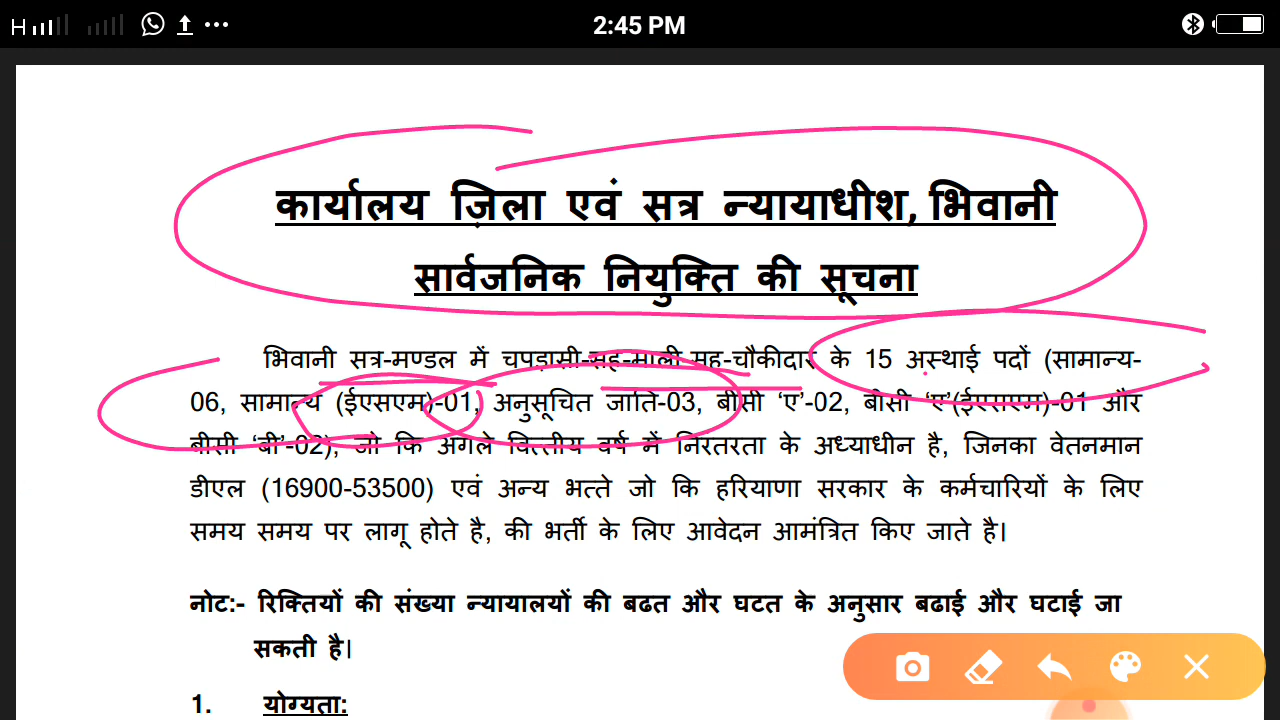 H
2:45 PM
कार्यालय ज़िला एवं सत्र न्यायाधीश, भिवानी
सार्वजनिक नियुक्ति की सूचना
भिवानी सत्र-मण्डल में चपड़ासी-सह-माली-सह-चौकीदार के 15 अस्थाई पदों (सामान्य-
06, सामान्य (ईएसएम)-01, अनुसूचित जाति-03, बीसी ‘ए’-02, बीसी ‘ए’(ईएसएम)-01 और
बीसी ‘बी’-02), जो कि अगले वित्तीय वर्ष में निरंतरता के अध्याधीन है, जिनका वेतनमान
डीएल (16900-53500) एवं अन्य भत्ते जो कि हरियाणा सरकार के कर्मचारियों के लिए
समय समय पर लागू होते है, की भर्ती के लिए आवेदन आमंत्रित किए जाते है।
नोट:- रिक्तियों की संख्या न्यायालयों की बढत और घटत के अनुसार बढाई और घटाई जा
सकती है।
1. योग्यता: